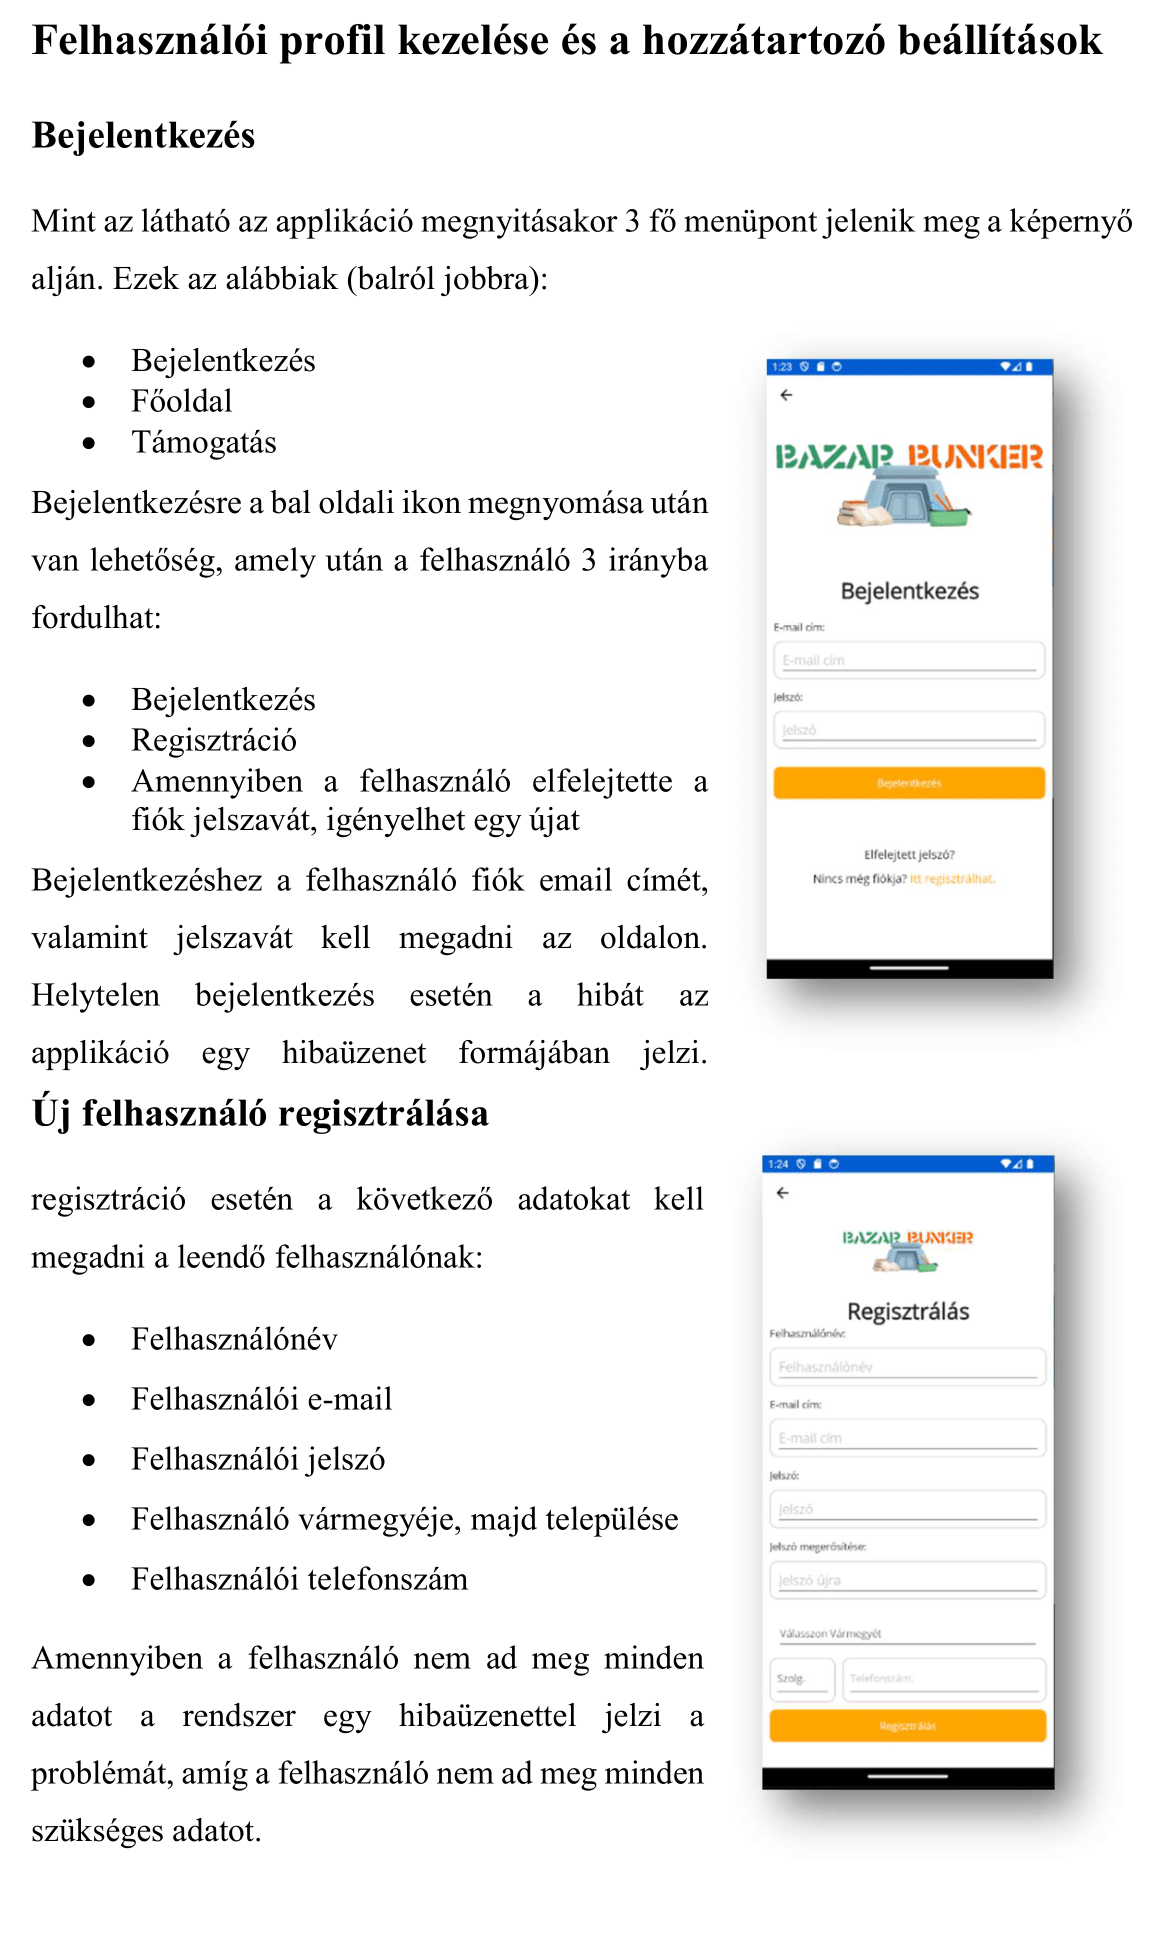 Felhasználói profil kezelése és a hozzátartozó beállítások
Bejelentkezés
Mint az látható az applikáció megnyitásakor 3 fő menüpont jelenik meg a képernyő
alján. Ezek az alábbiak (balról jobbra):
• Bejelentkezés
• Főoldal
• Támogatás
Bejelentkezésre a bal oldali ikon megnyomása után
van lehetőség, amely után a felhasználó 3 irányba
fordulhat:
• Bejelentkezés
• Regisztráció
• Amennyiben a felhasználó elfelejtette a
fiók jelszavát, igényelhet egy újat
Bejelentkezéshez a felhasználó fiók email címét,
valamint jelszavát kell megadni az oldalon.
Helytelen bejelentkezés esetén a hibát az
applikáció egy hibaüzenet formájában jelzi.
1:23
BAZAR BUNKER
Bejelentkezés
E-mail cím:
E-mail cím
Jelszó:
Jelszó
Bejelentkezés
Elfelejtett jelszó?
Nincs még fiókja? Itt regisztrálhat.
Új felhasználó regisztrálása
regisztráció esetén a következő adatokat kell
megadni a leendő felhasználónak:
• Felhasználónév
• Felhasználói e-mail
• Felhasználói jelszó
• Felhasználó vármegyéje, majd települése
• Felhasználói telefonszám
Amennyiben a felhasználó nem ad meg minden
adatot a rendszer egy hibaüzenettel jelzi a
problémát, amíg a felhasználó nem ad meg minden
szükséges adatot.
1:24
BAZAR BUNKER
Regisztrálás
Felhasználónév:
Felhasználónév
E-mail cím:
E-mail cím
Jelszó:
Jelszó
Jelszó megerősítése:
Jelszó újra
Válasszon Vármegyét
Szolg. Telefonszám:
Regisztrálás